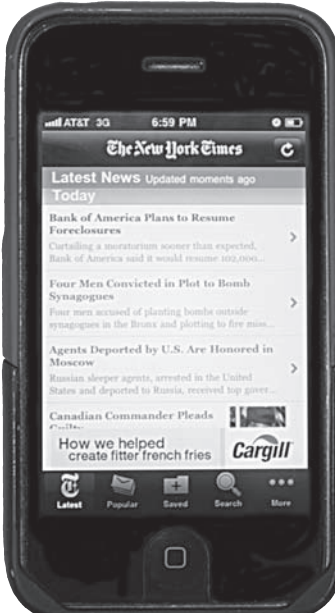 AT&T 3G 6:59 PM
The New York Times
Latest News Updated moments ago
Today
Bank of America Plans to Resume
Foreclosures
Curtailing a moratorium sooner than expected,
Bank of America said it would resume 102,000...
Four Men Convicted in Plot to Bomb
Synagogues
Four men accused of planting bombs outside
synagogues in the Bronx and plotting to fire miss...
Agents Deported by U.S. Are Honored in
Moscow
Russian sleeper agents, arrested in the United
States and deported to Russia, received top gover...
Canadian Commander Pleads
Guilty
How we helped
create fitter french fries
Cargill
Latest Popular Saved Search More